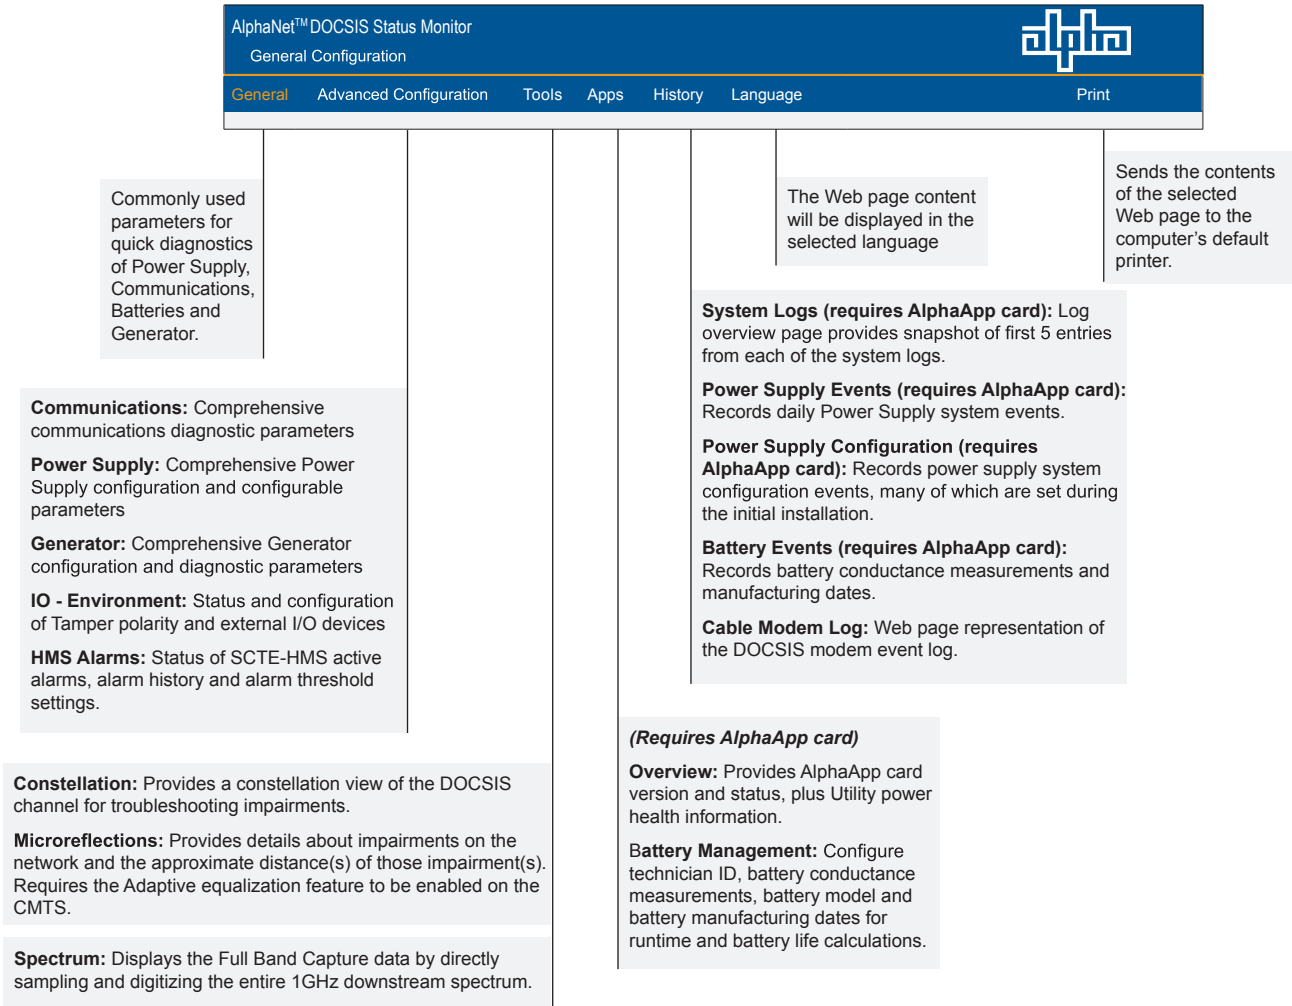 AlphaNet™ DOCSIS Status Monitor
General Configuration
alpha
General Advanced Configuration Tools Apps History Language Print
Commonly used
parameters for
quick diagnostics
of Power Supply,
Communications,
Batteries and
Generator.
The Web page content
will be displayed in the
selected language
Sends the contents
of the selected
Web page to the
computer's default
printer.
System Logs (requires AlphaApp card): Log
overview page provides snapshot of first 5 entries
from each of the system logs.
Power Supply Events (requires AlphaApp card):
Records daily Power Supply system events.
Power Supply Configuration (requires
AlphaApp card): Records power supply system
configuration events, many of which are set during
the initial installation.
Battery Events (requires AlphaApp card):
Records battery conductance measurements and
manufacturing dates.
Cable Modem Log: Web page representation of
the DOCSIS modem event log.
Communications: Comprehensive
communications diagnostic parameters
Power Supply: Comprehensive Power
Supply configuration and configurable
parameters
Generator: Comprehensive Generator
configuration and diagnostic parameters
IO - Environment: Status and configuration
of Tamper polarity and external I/O devices
HMS Alarms: Status of SCTE-HMS active
alarms, alarm history and alarm threshold
settings.
(Requires AlphaApp card)
Overview: Provides AlphaApp card
version and status, plus Utility power
health information.
Battery Management: Configure
technician ID, battery conductance
measurements, battery model and
battery manufacturing dates for
runtime and battery life calculations.
Constellation: Provides a constellation view of the DOCSIS
channel for troubleshooting impairments.
Microreflections: Provides details about impairments on the
network and the approximate distance(s) of those impairment(s).
Requires the Adaptive equalization feature to be enabled on the
CMTS.
Spectrum: Displays the Full Band Capture data by directly
sampling and digitizing the entire 1GHz downstream spectrum.